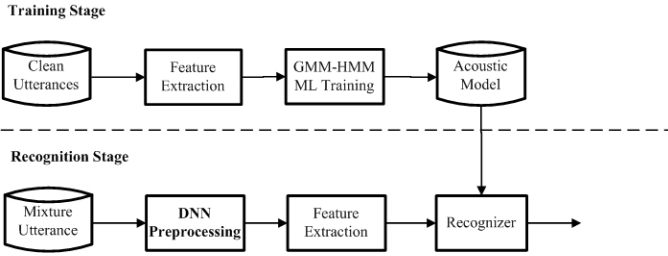 Training Stage
Clean
Utterances
Feature
Extraction
GMM-HMM
ML Training
Acoustic
Model
Recognition Stage
Mixture
Utterance
DNN
Preprocessing
Feature
Extraction
Recognizer